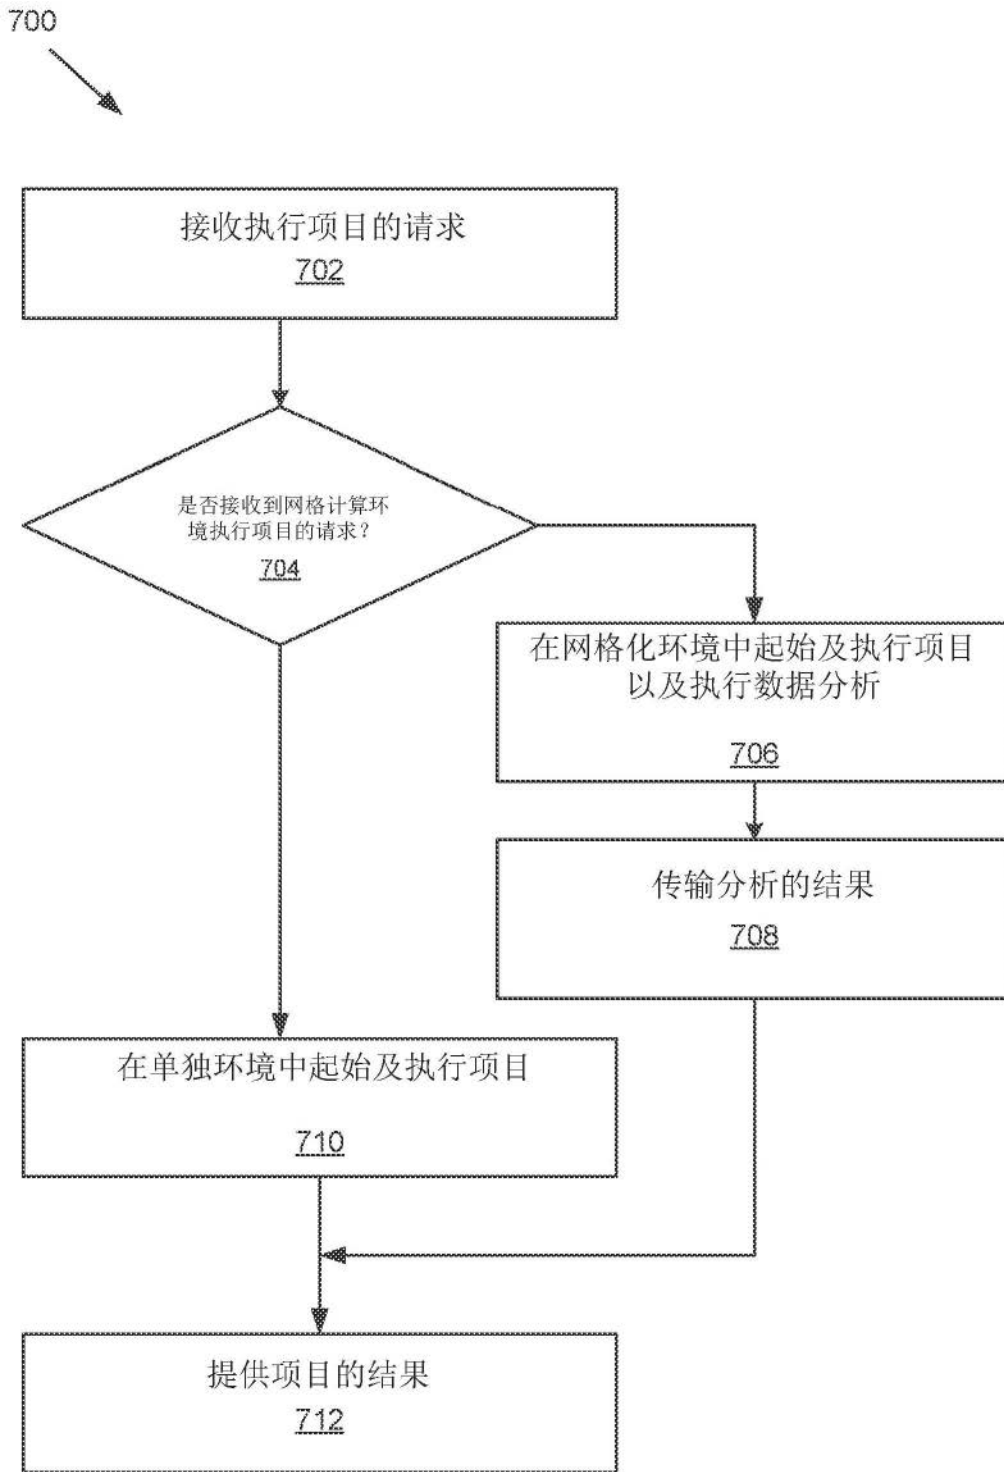 700
接收执行项目的请求
702
是否接收到网格计算环
境执行项目的请求？
704
在网格化环境中起始及执行项目
以及执行数据分析
706
传输分析的结果
708
在单独环境中起始及执行项目
710
提供项目的结果
712